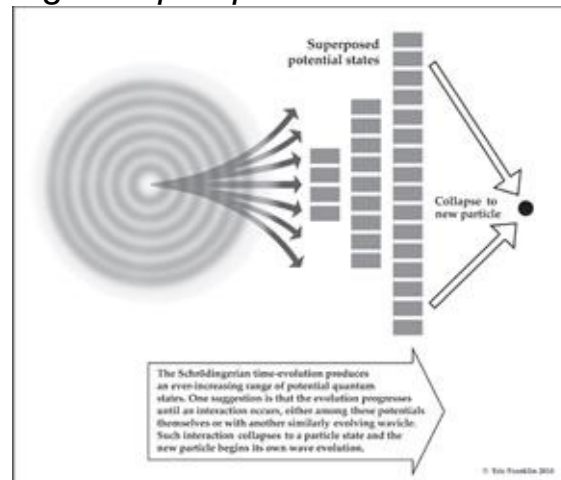 Superposed
potential states
Collapse to
new particle
The Schrödingerian time-evolution produces
an ever-increasing range of potential quantum
states. One suggestion is that the evolution progresses
until an interaction occurs, either among these potentials
themselves or with another similarly evolving wavicle.
Such interaction collapses to a particle state and the
new particle begins its own wave evolution.
© Eric Franklin 2010